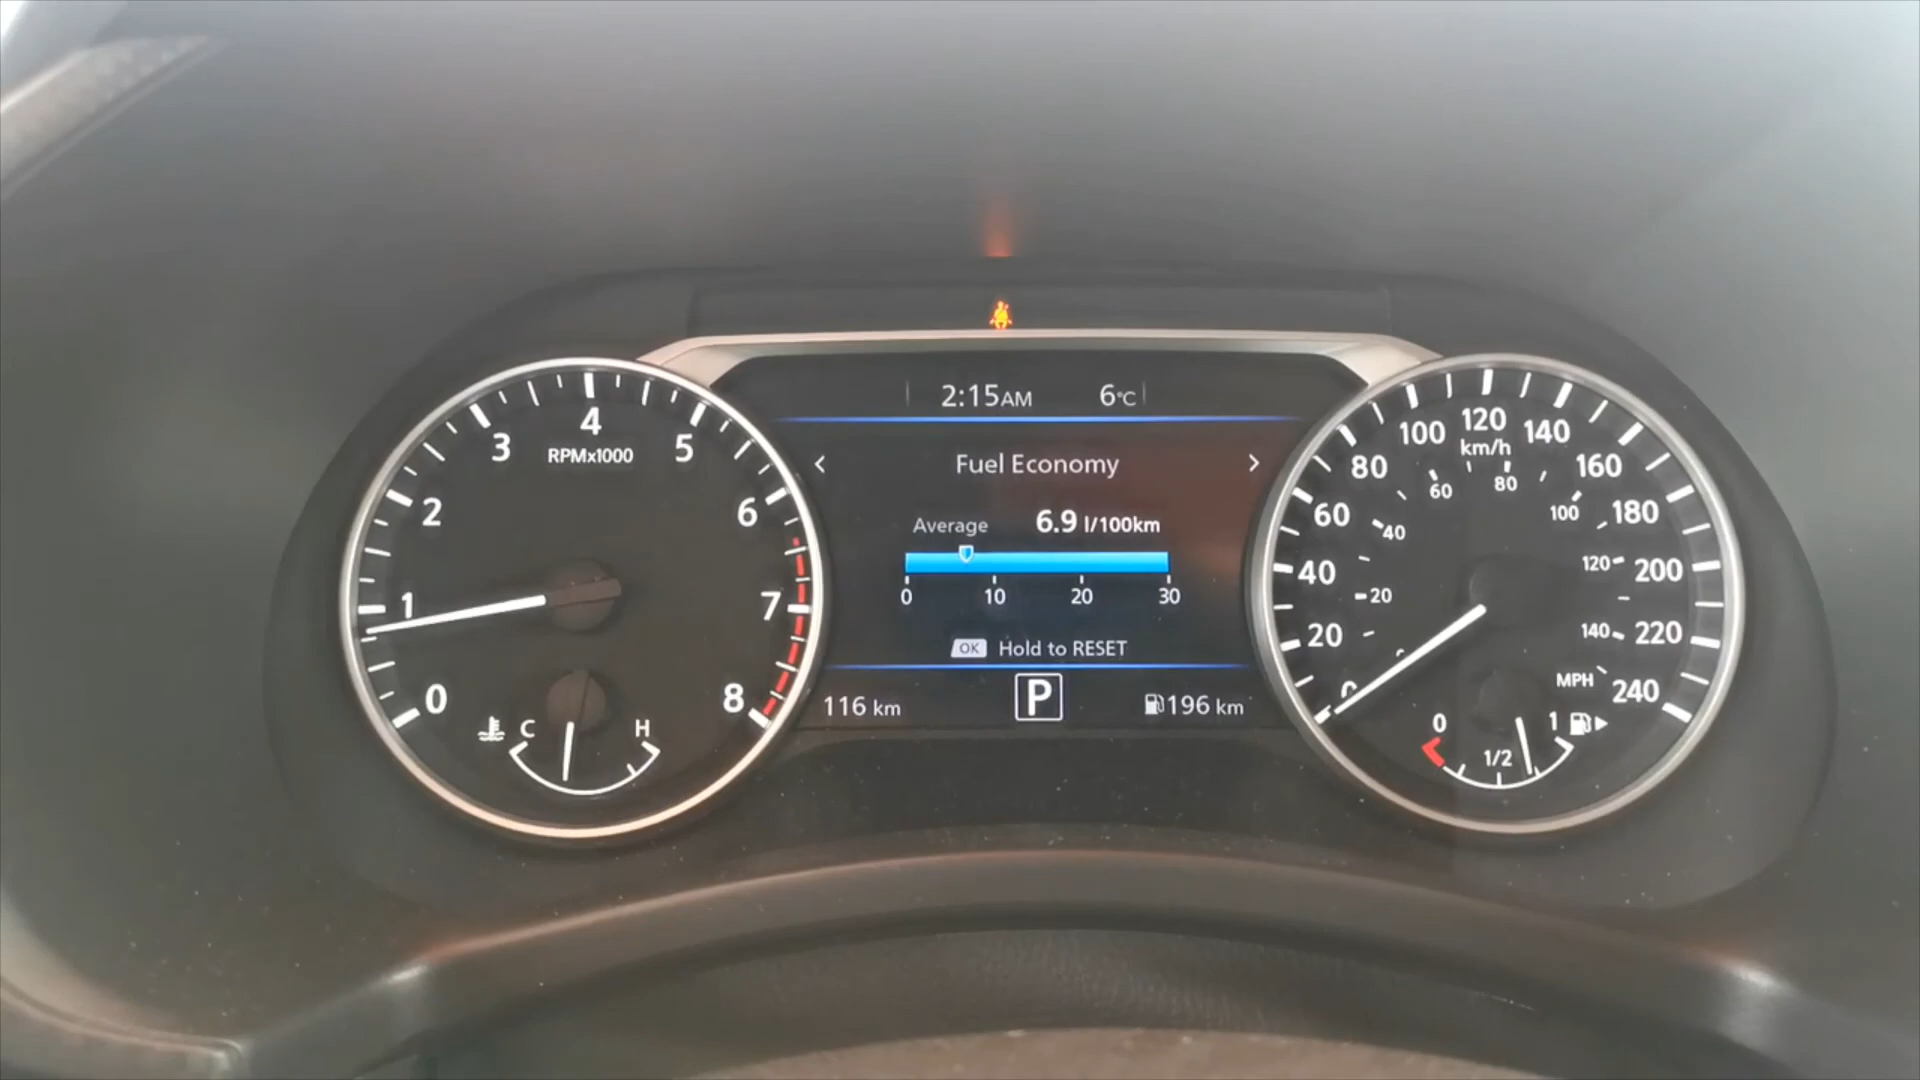 2:15AM 6°C
Fuel Economy
Average 6.9 l/100km
0 10 20 30
OK Hold to RESET
116 km P 196 km
0 1 2 3 4 5 6 7 8
RPMx1000
C H
0 20 40 60 80 100 120 140 160 180 200 220 240
km/h
20 40 60 80 100 120 140
MPH
0 1/2 1